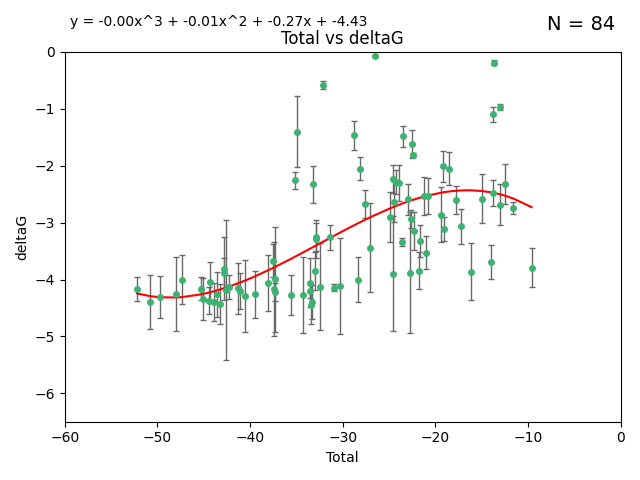 y = -0.00x^3 + -0.01x^2 + -0.27x + -4.43
N = 84
Total vs deltaG
deltaG
0
−1
−2
−3
−4
−5
−6
−60 −50 −40 −30 −20 −10 0
Total